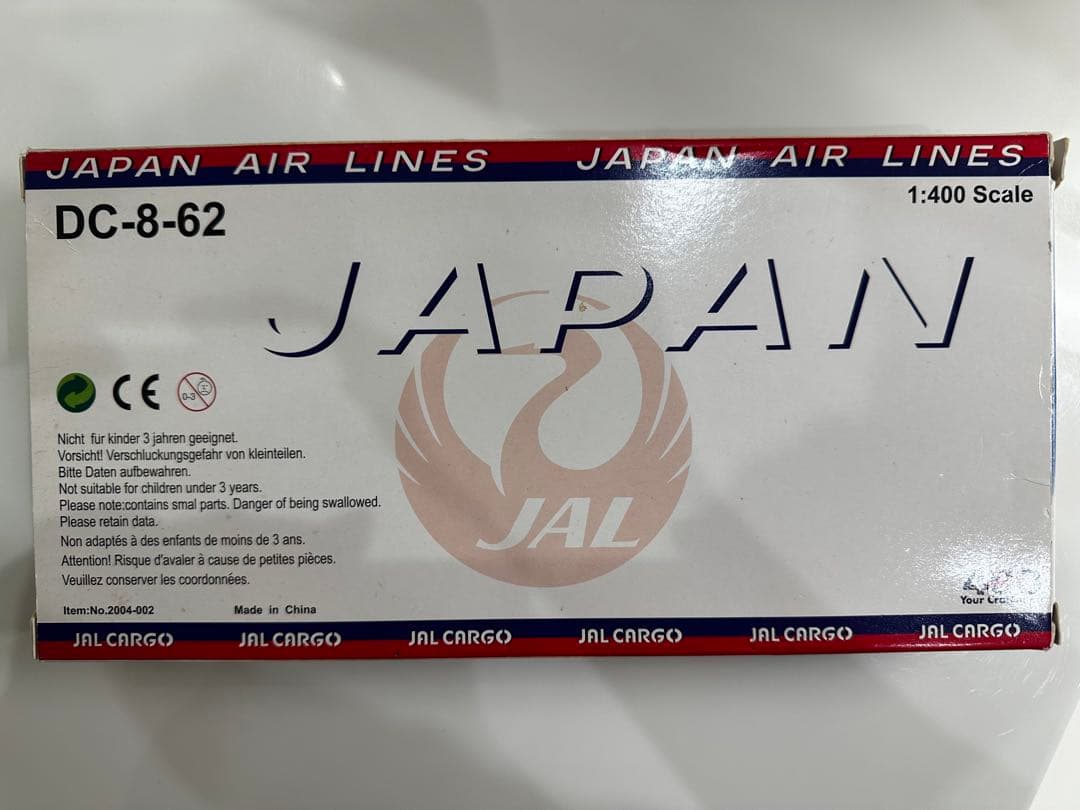 JAPAN AIR LINES JAPAN AIR LINES
DC-8-62
1:400 Scale
JAPAN
JAL
CE
0-3
Nicht für kinder 3 jahren geeignet.
Vorsicht! Verschluckungsgefahr von kleinteilen.
Bitte Daten aufbewahren.
Not suitable for children under 3 years.
Please note:contains smal parts. Danger of being swallowed.
Please retain data.
Non adaptés à des enfants de moins de 3 ans.
Attention! Risque d'avaler à cause de petites pièces.
Veuillez conserver les coordonnées.
Item:No.2004-002 Made in China
Your
JAL CARGO JAL CARGO JAL CARGO JAL CARGO JAL CARGO JAL CARGO